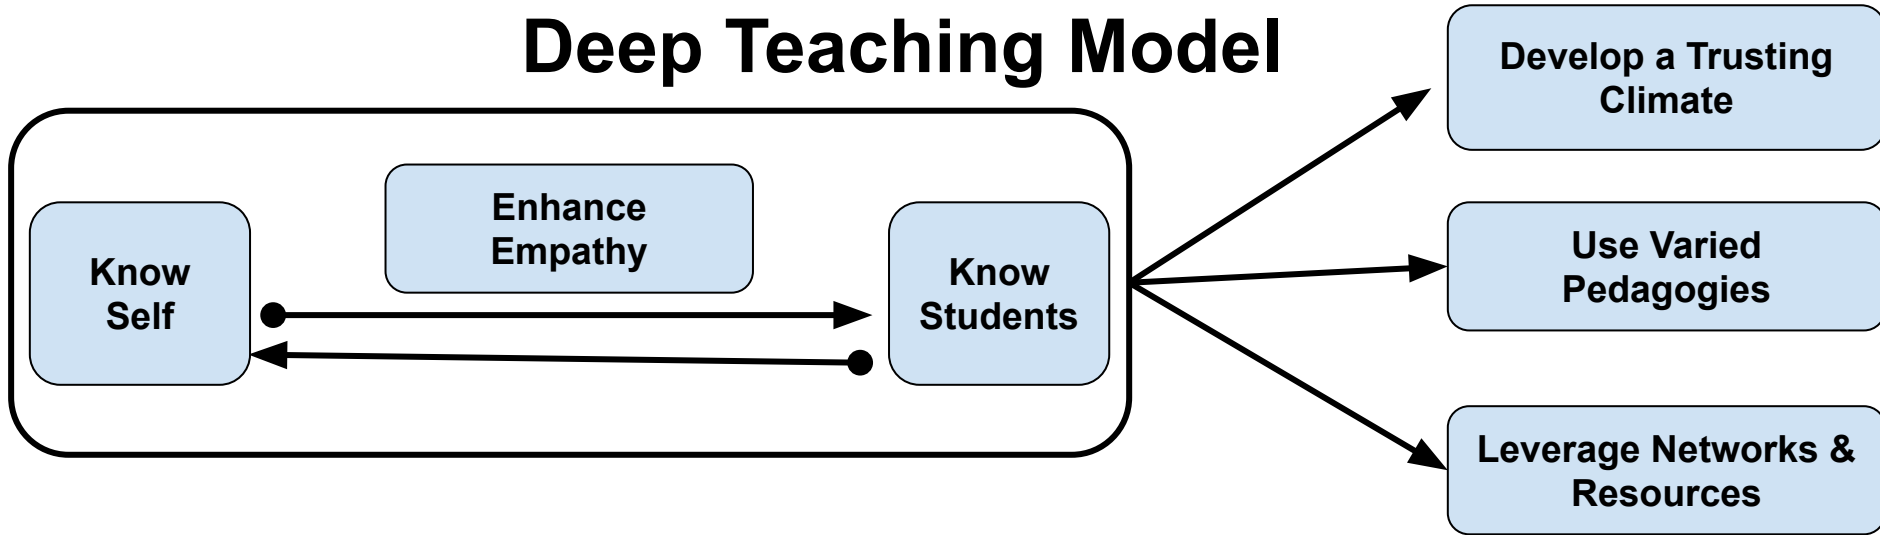 Deep Teaching Model
Know
Self
Enhance
Empathy
Know
Students
Develop a Trusting
Climate
Use Varied
Pedagogies
Leverage Networks &
Resources